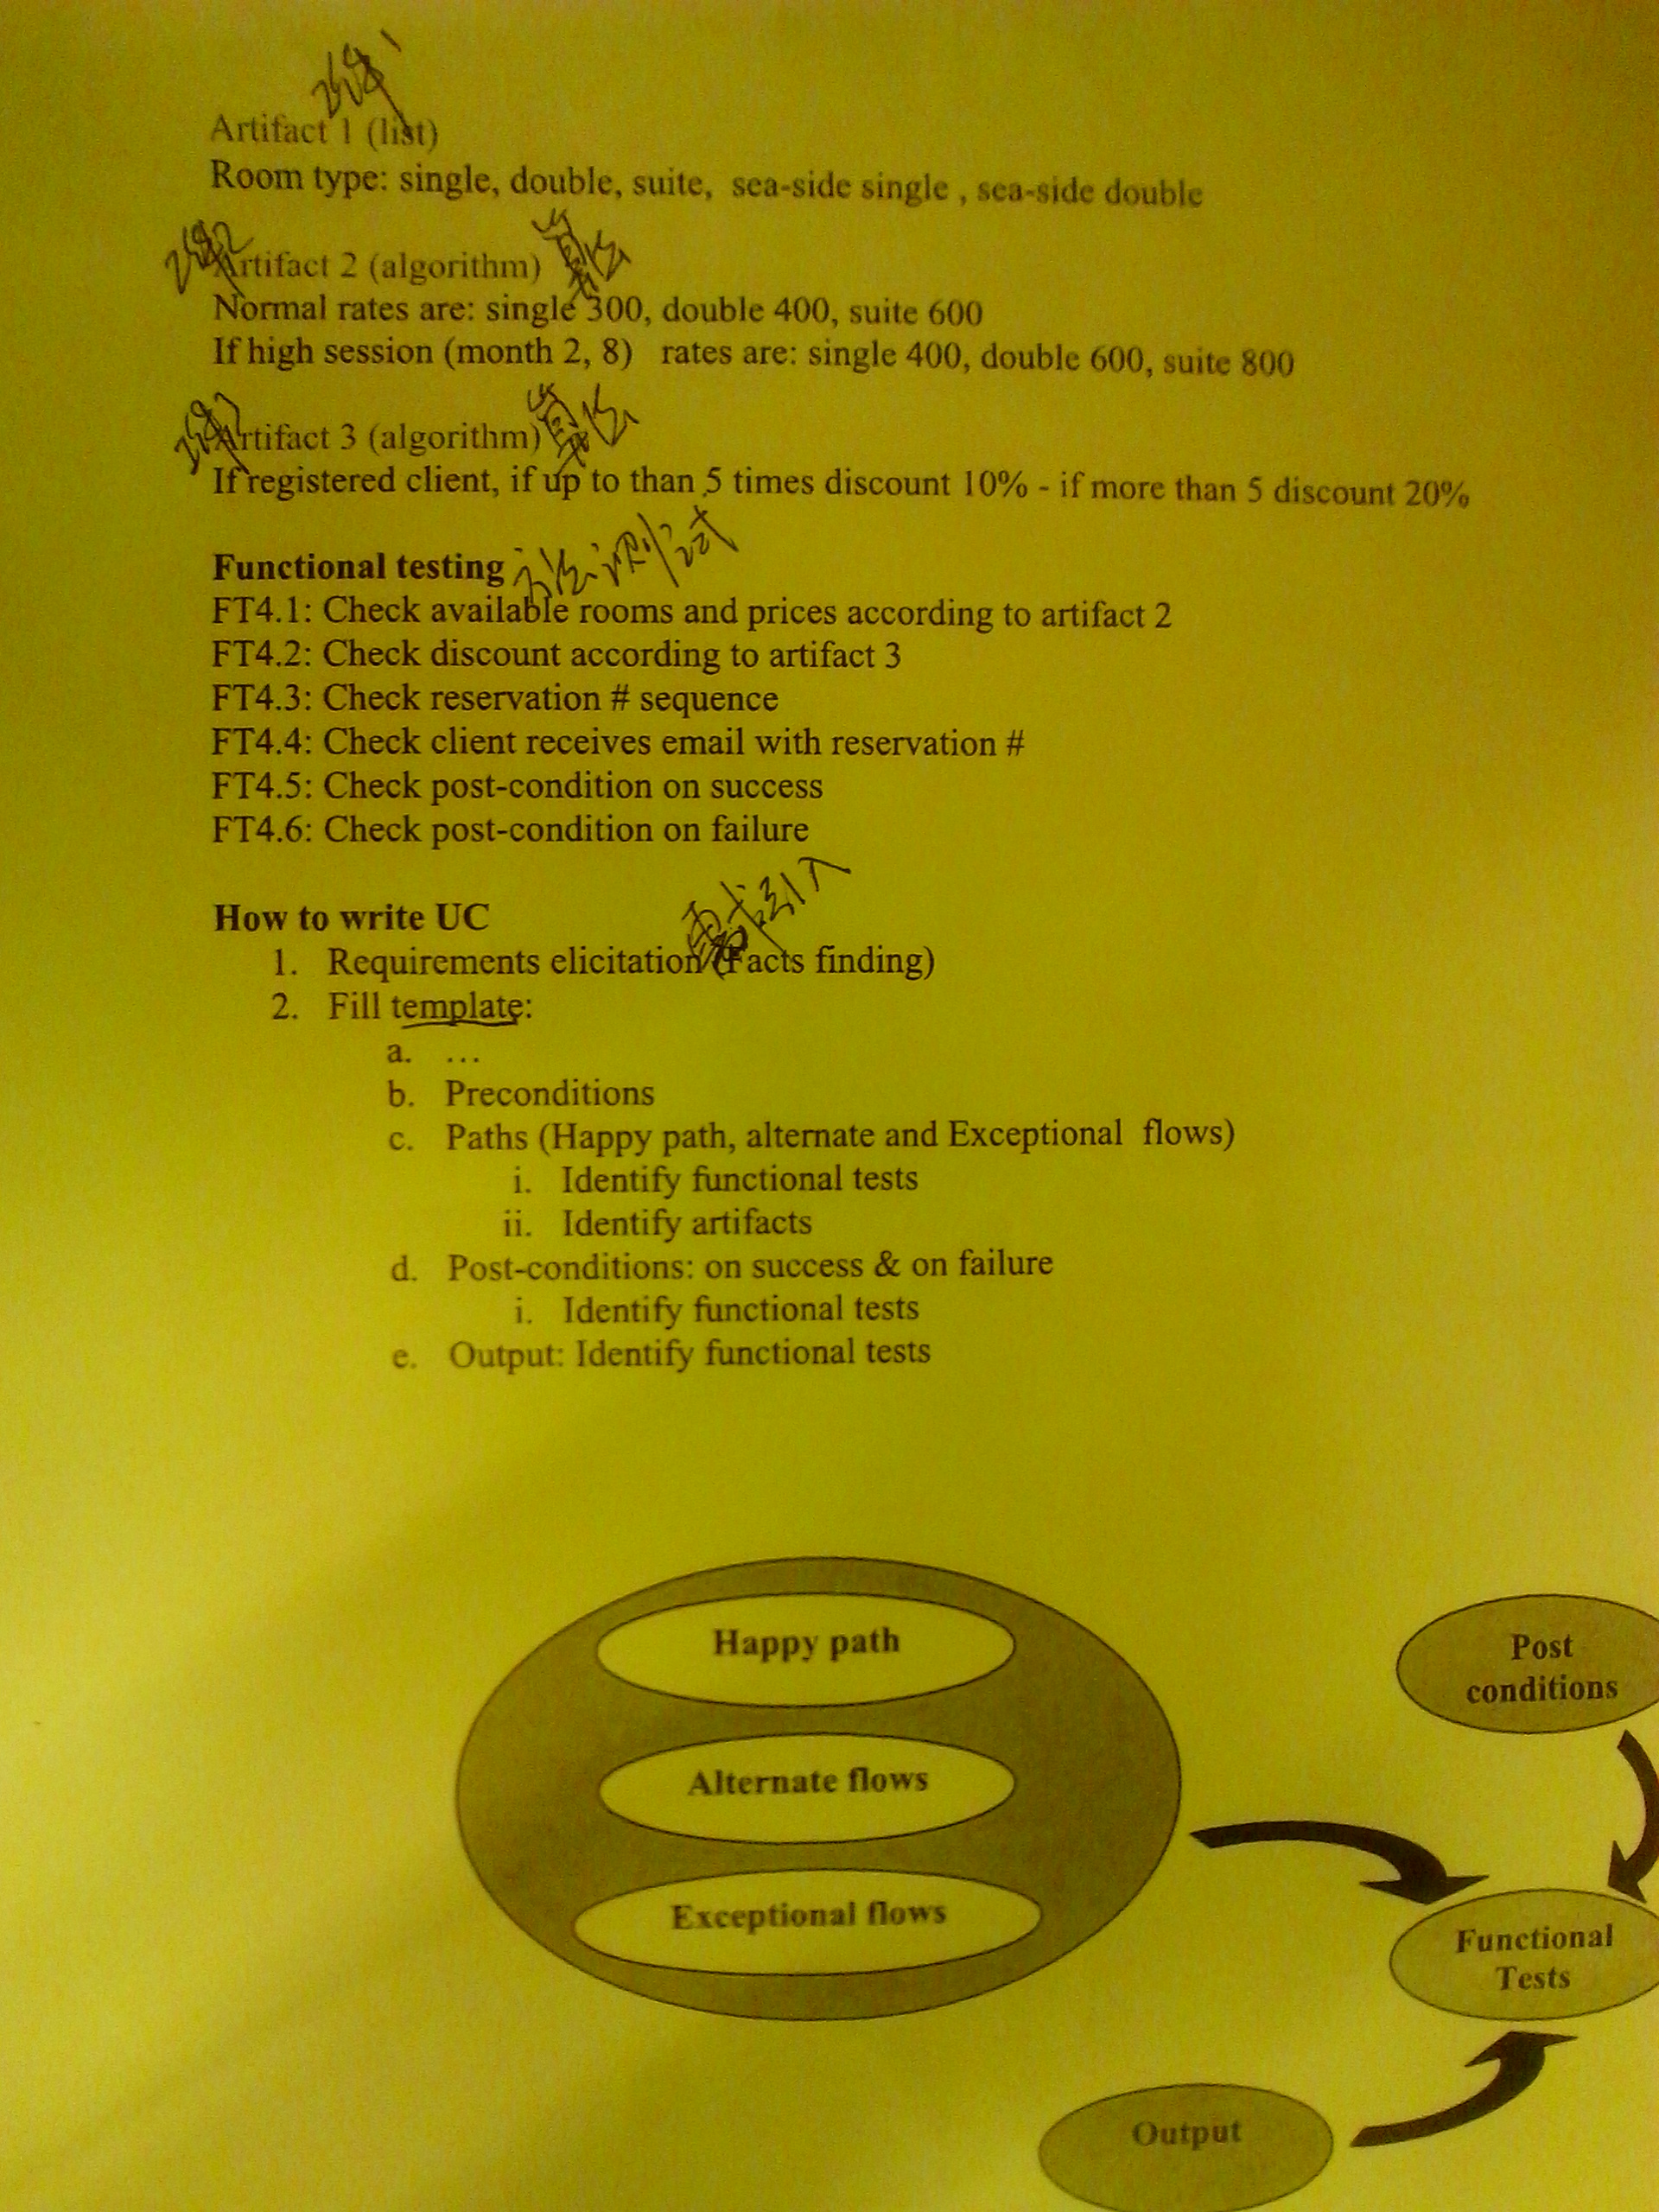 Artifact 1 (list)
Room type: single, double, suite,  sea-side single , sea-side double
Artifact 2 (algorithm)
Normal rates are: single 300, double 400, suite 600
If high session (month 2, 8)   rates are: single 400, double 600, suite 800
Artifact 3 (algorithm)
If registered client, if up to than 5 times discount 10% - if more than 5 discount 20%
Functional testing
FT4.1: Check available rooms and prices according to artifact 2
FT4.2: Check discount according to artifact 3
FT4.3: Check reservation # sequence
FT4.4: Check client receives email with reservation #
FT4.5: Check post-condition on success
FT4.6: Check post-condition on failure
How to write UC
1. Requirements elicitation (Facts finding)
2. Fill template:
a. ...
b. Preconditions
c. Paths (Happy path, alternate and Exceptional  flows)
i. Identify functional tests
ii. Identify artifacts
d. Post-conditions: on success & on failure
i. Identify functional tests
e. Output: Identify functional tests
Happy path
Alternate flows
Exceptional flows
Post
conditions
Functional
Tests
Output